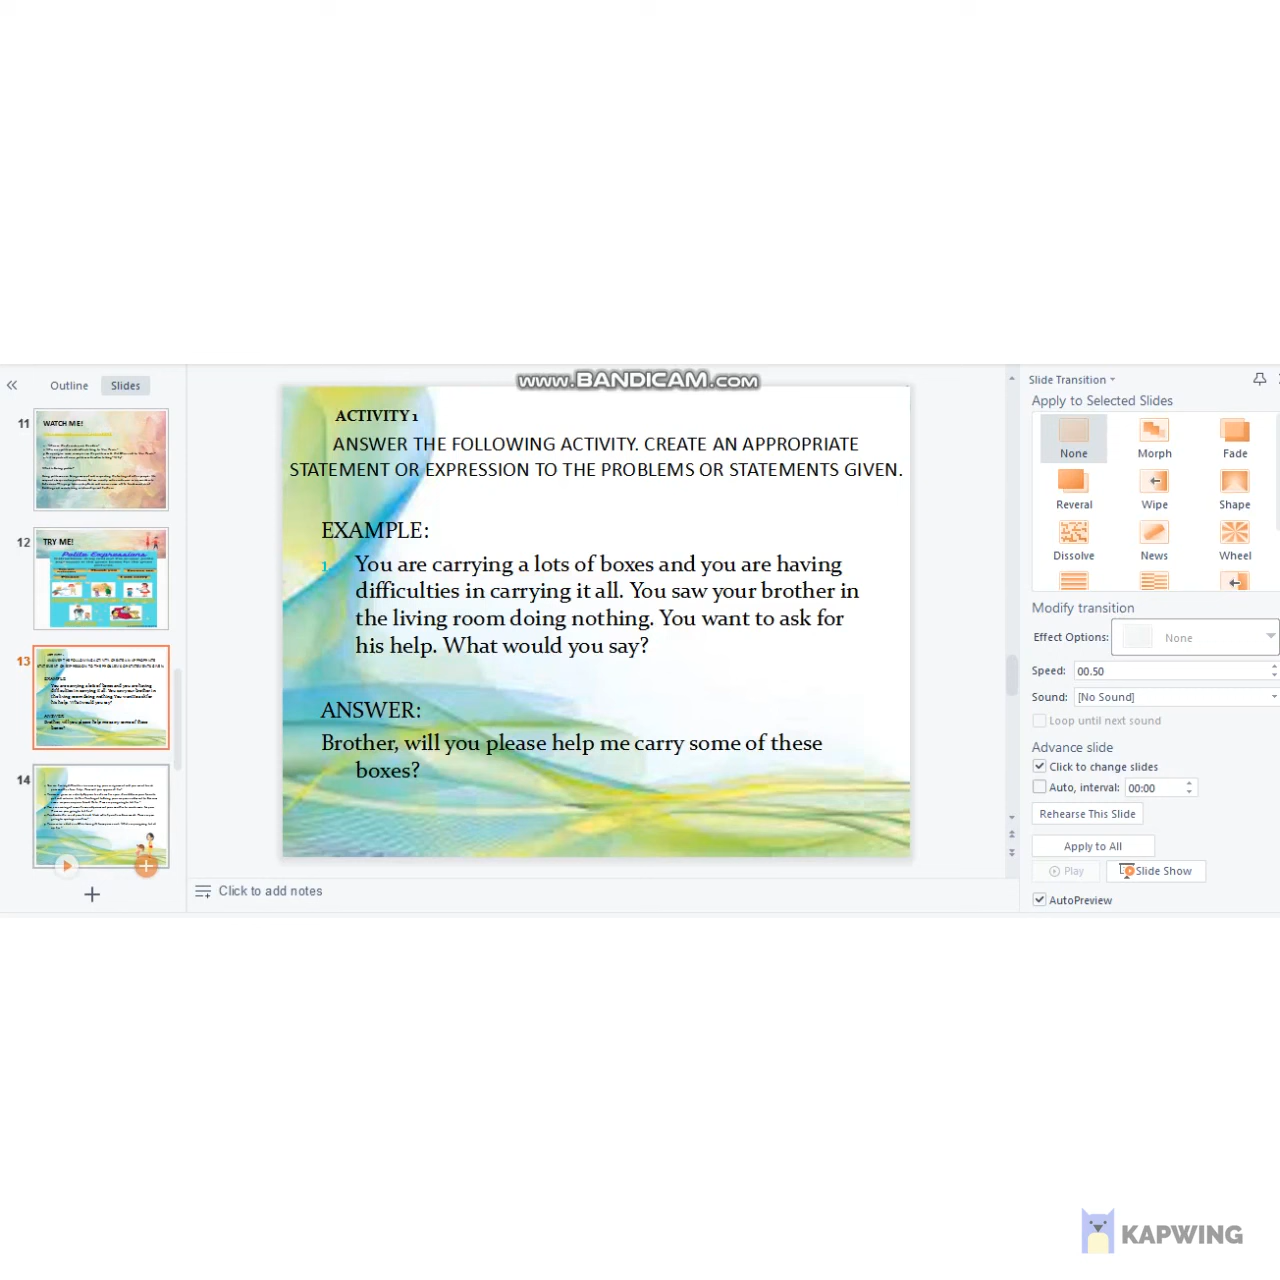 www.BANDICAM.com
Outline
Slides
11
WATCH ME!
12
TRY ME!
Polite Expressions
13
EXAMPLE:
ANSWER:
14
ACTIVITY 1
ANSWER THE FOLLOWING ACTIVITY. CREATE AN APPROPRIATE
STATEMENT OR EXPRESSION TO THE PROBLEMS OR STATEMENTS GIVEN.
EXAMPLE:
1. You are carrying a lots of boxes and you are having
difficulties in carrying it all. You saw your brother in
the living room doing nothing. You want to ask for
his help. What would you say?
ANSWER:
Brother, will you please help me carry some of these
boxes?
Click to add notes
Slide Transition
Apply to Selected Slides
None
Morph
Fade
Reveral
Wipe
Shape
Dissolve
News
Wheel
Modify transition
Effect Options: None
Speed: 00.50
Sound: [No Sound]
Loop until next sound
Advance slide
Click to change slides
Auto, interval: 00:00
Rehearse This Slide
Apply to All
Play
Slide Show
AutoPreview
KAPWING